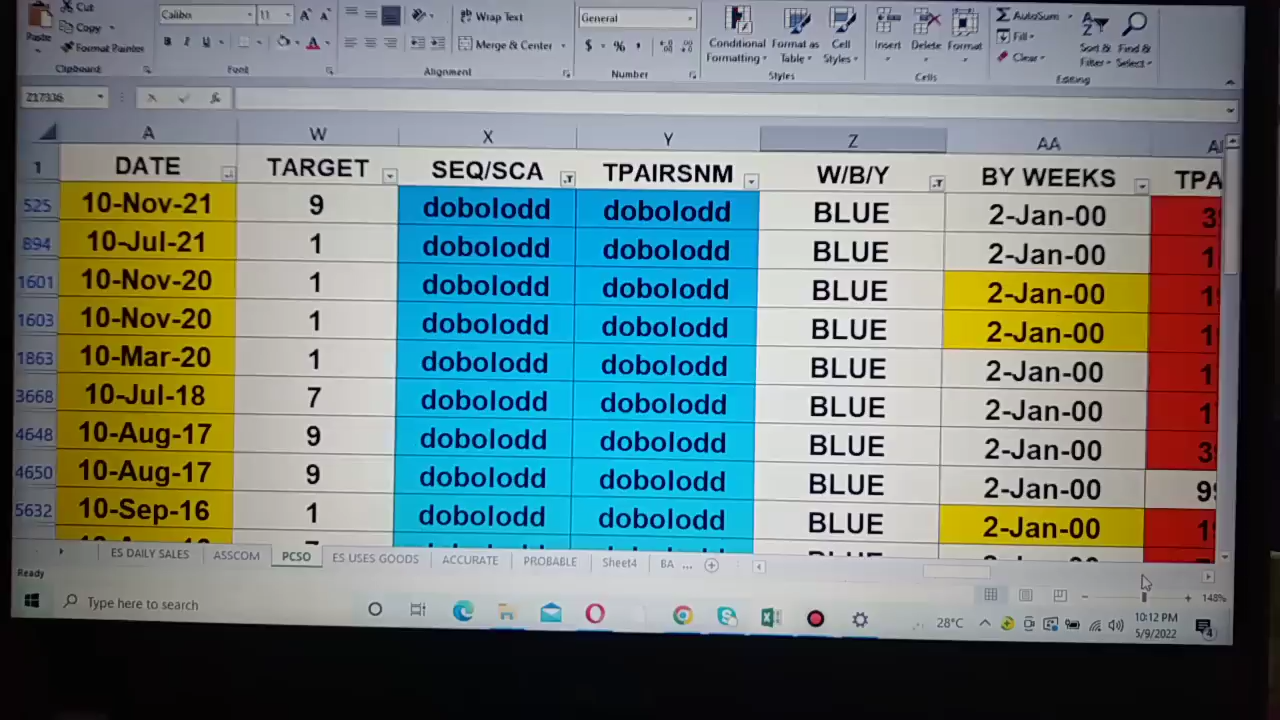 Cut
Calibri 11 A A Wrap Text General Σ AutoSum
Copy Fill
Paste Format Painter B I U A Merge & Center $ % , Conditional Formatting Format as Table Cell Styles Insert Delete Format Clear Sort & Filter Find & Select
Clipboard Font Alignment Number Styles Cells Editing
Z17336 fx
A W X Y Z AA
1 DATE TARGET SEQ/SCA TPAIRSNM W/B/Y BY WEEKS TPA
525 10-Nov-21 9 dobolodd dobolodd BLUE 2-Jan-00
894 10-Jul-21 1 dobolodd dobolodd BLUE 2-Jan-00
1601 10-Nov-20 1 dobolodd dobolodd BLUE 2-Jan-00
1603 10-Nov-20 1 dobolodd dobolodd BLUE 2-Jan-00
1863 10-Mar-20 1 dobolodd dobolodd BLUE 2-Jan-00
3668 10-Jul-18 7 dobolodd dobolodd BLUE 2-Jan-00
4648 10-Aug-17 9 dobolodd dobolodd BLUE 2-Jan-00
4650 10-Aug-17 9 dobolodd dobolodd BLUE 2-Jan-00
5632 10-Sep-16 1 dobolodd dobolodd BLUE 2-Jan-00
ES DAILY SALES ASSCOM PCSO ES USES GOODS ACCURATE PROBABLE Sheet4 BA ...
Ready 148%
Type here to search 28°C 10:12 PM
5/9/2022 4